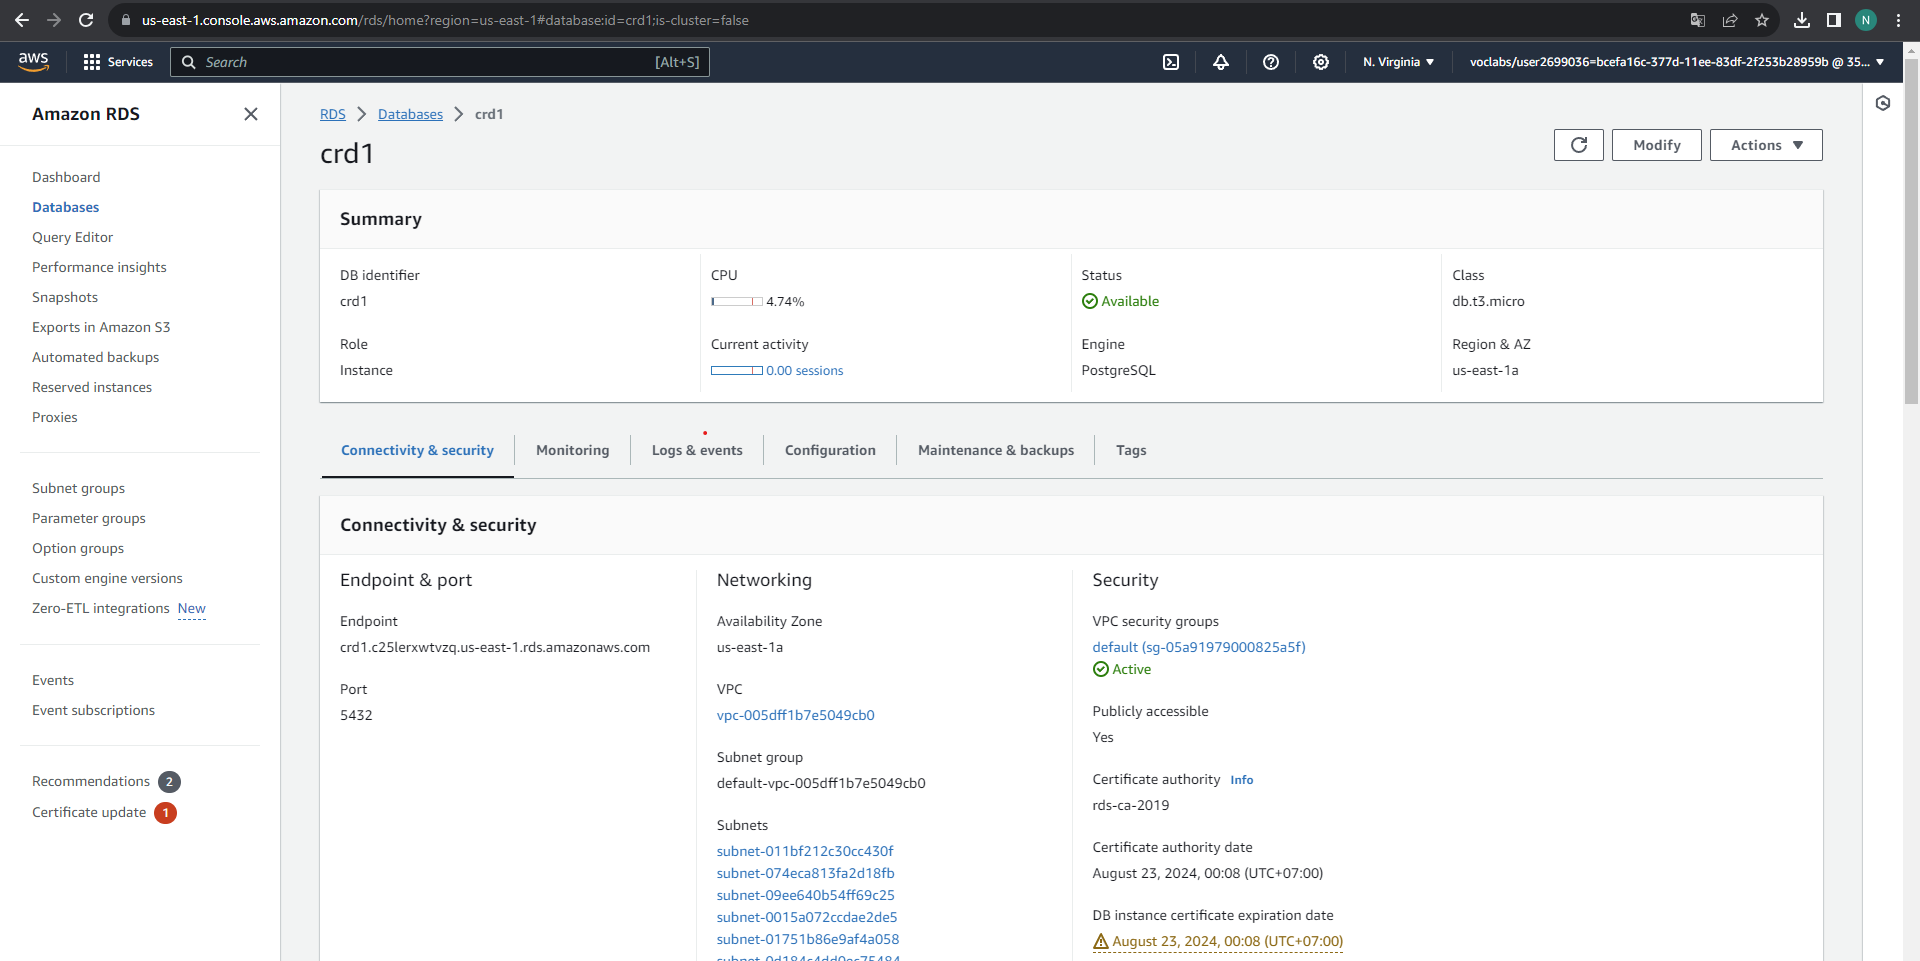 us-east-1.console.aws.amazon.com/rds/home?region=us-east-1#database:id=crd1;is-cluster=false
N
aws
Services
Search
[Alt+S]
N. Virginia
voclabs/user2699036=bcefa16c-377d-11ee-83df-2f253b28959b @ 35...
Amazon RDS
Dashboard
Databases
Query Editor
Performance insights
Snapshots
Exports in Amazon S3
Automated backups
Reserved instances
Proxies
Subnet groups
Parameter groups
Option groups
Custom engine versions
Zero-ETL integrations New
Events
Event subscriptions
Recommendations 2
Certificate update 1
RDS
Databases
crd1
crd1
Modify
Actions
Summary
DB identifier
crd1
CPU
4.74%
Status
Available
Class
db.t3.micro
Role
Instance
Current activity
0.00 sessions
Engine
PostgreSQL
Region & AZ
us-east-1a
Connectivity & security
Monitoring
Logs & events
Configuration
Maintenance & backups
Tags
Connectivity & security
Endpoint & port
Endpoint
crd1.c25lerxwtvzq.us-east-1.rds.amazonaws.com
Port
5432
Networking
Availability Zone
us-east-1a
VPC
vpc-005dff1b7e5049cb0
Subnet group
default-vpc-005dff1b7e5049cb0
Subnets
subnet-011bf212c30cc430f
subnet-074eca813fa2d18fb
subnet-09ee640b54ff69c25
subnet-0015a072ccdae2de5
subnet-01751b86e9af4a058
Security
VPC security groups
default (sg-05a91979000825a5f)
Active
Publicly accessible
Yes
Certificate authority Info
rds-ca-2019
Certificate authority date
August 23, 2024, 00:08 (UTC+07:00)
DB instance certificate expiration date
August 23, 2024, 00:08 (UTC+07:00)